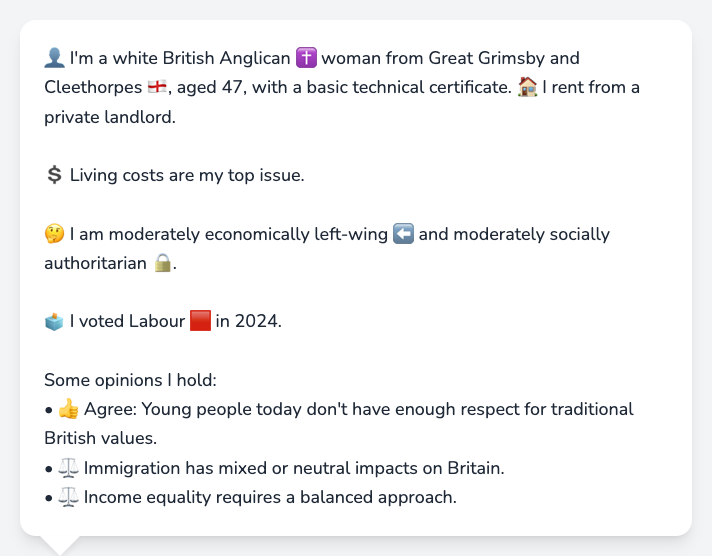 👤 I'm a white British Anglican ✝️ woman from Great Grimsby and
Cleethorpes 🏴󠁧󠁢󠁥󠁮󠁧󠁿, aged 47, with a basic technical certificate. 🏠 I rent from a
private landlord.
💲 Living costs are my top issue.
🤔 I am moderately economically left-wing ⬅️ and moderately socially
authoritarian 🔒.
🗳️ I voted Labour 🟥 in 2024.
Some opinions I hold:
• 👍 Agree: Young people today don't have enough respect for traditional
British values.
• ⚖️ Immigration has mixed or neutral impacts on Britain.
• ⚖️ Income equality requires a balanced approach.